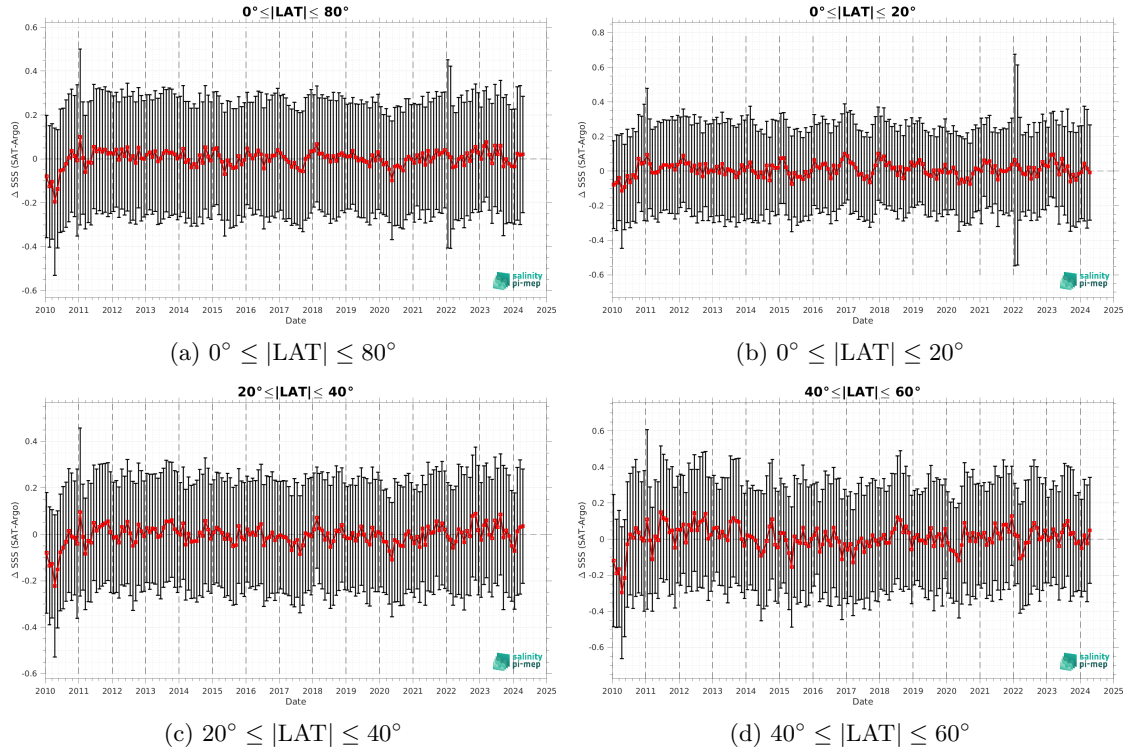 0°≤|LAT|≤ 80°
0.6
0.4
0.2
0
-0.2
-0.4
-0.6
Δ SSS (SAT-Argo)
2010 2011 2012 2013 2014 2015 2016 2017 2018 2019 2020 2021 2022 2023 2024 2025
Date
salinity
pi-mep
(a) 0° ≤ |LAT| ≤ 80°
0°≤|LAT|≤ 20°
0.8
0.6
0.4
0.2
0
-0.2
-0.4
-0.6
Δ SSS (SAT-Argo)
2010 2011 2012 2013 2014 2015 2016 2017 2018 2019 2020 2021 2022 2023 2024 2025
Date
salinity
pi-mep
(b) 0° ≤ |LAT| ≤ 20°
20°≤|LAT|≤ 40°
0.4
0.2
0
-0.2
-0.4
-0.6
Δ SSS (SAT-Argo)
2010 2011 2012 2013 2014 2015 2016 2017 2018 2019 2020 2021 2022 2023 2024 2025
Date
salinity
pi-mep
(c) 20° ≤ |LAT| ≤ 40°
40°≤|LAT|≤ 60°
0.6
0.4
0.2
0
-0.2
-0.4
-0.6
Δ SSS (SAT-Argo)
2010 2011 2012 2013 2014 2015 2016 2017 2018 2019 2020 2021 2022 2023 2024 2025
Date
salinity
pi-mep
(d) 40° ≤ |LAT| ≤ 60°